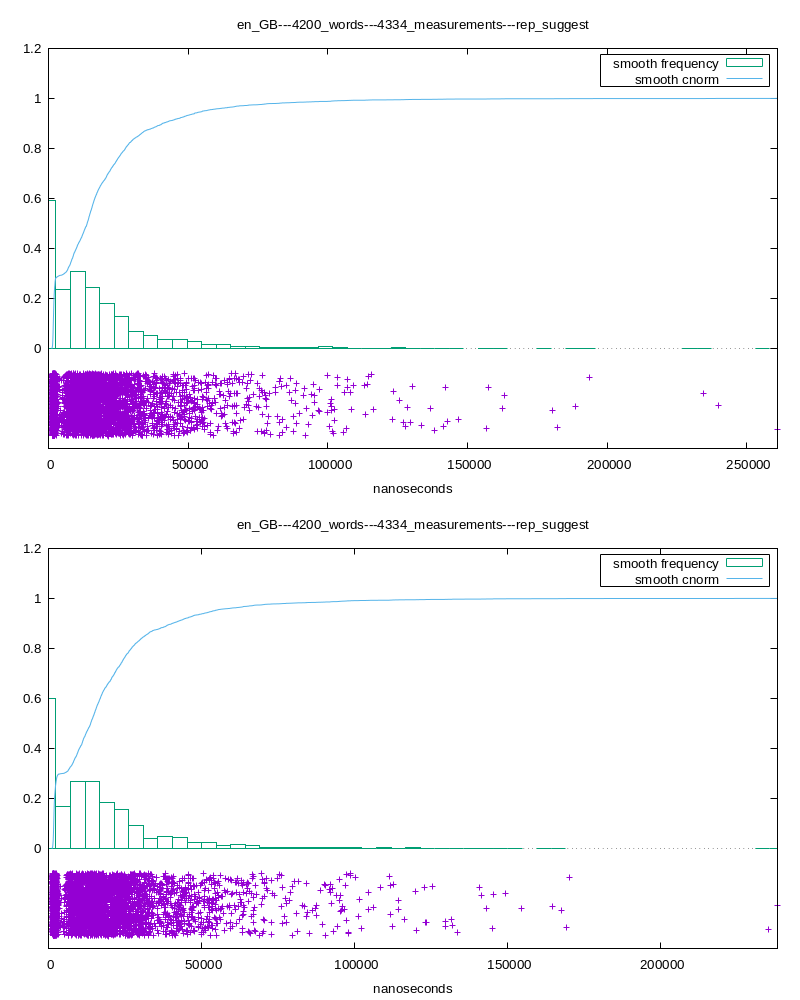 en_GB---4200_words---4334_measurements---rep_suggest
1.2
smooth frequency
smooth cnorm
1
0.8
0.6
0.4
0.2
0
0 50000 100000 150000 200000 250000
nanoseconds
en_GB---4200_words---4334_measurements---rep_suggest
1.2
smooth frequency
smooth cnorm
1
0.8
0.6
0.4
0.2
0
0 50000 100000 150000 200000
nanoseconds